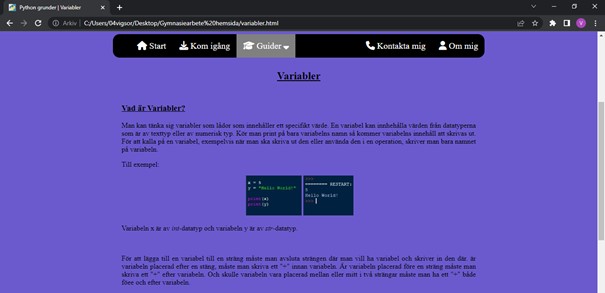 Python grunder | Variabler
Arkiv | C:/Users/04vigsor/Desktop/Gymnasiearbete%20hemsida/variabler.html
V
Start Kom igång Guider Kontakta mig Om mig
Variabler
Vad är Variabler?
Man kan tänka sig variabler som lådor som innehåller ett specifikt värde. En variabel kan innhehålla värden från datatyperna
som är av texttyp eller av numerisk typ. Kör man print på bara variabelns namn så kommer variabelns innehåll att skrivas ut.
För att kalla på en variabel, exempelvis när man ska skriva ut den eller använda den i en operation, skriver man bara namnet
på variabeln.
Till exempel:
= 5
y = "Hello World!"
print(x)
print(y)
>>>
======== RESTART:
5
Hello World!
>>>
Variabeln x är av int-datatyp och variabeln y är av str-datatyp.
För att lägga till en variabel till en sträng måste man avsluta strängen där man vill ha variabel och skriver in den där. är
variabeln placerad efter en stäng, måste man skriva ett "+" innan variabeln. Är variabeln placerad före en sträng måste man
skriva ett "+" efter variabeln. Och skulle variabeln vara placerad mellan eller mitt i två strängar måste man ha ett "+" både
före och efter variabeln.